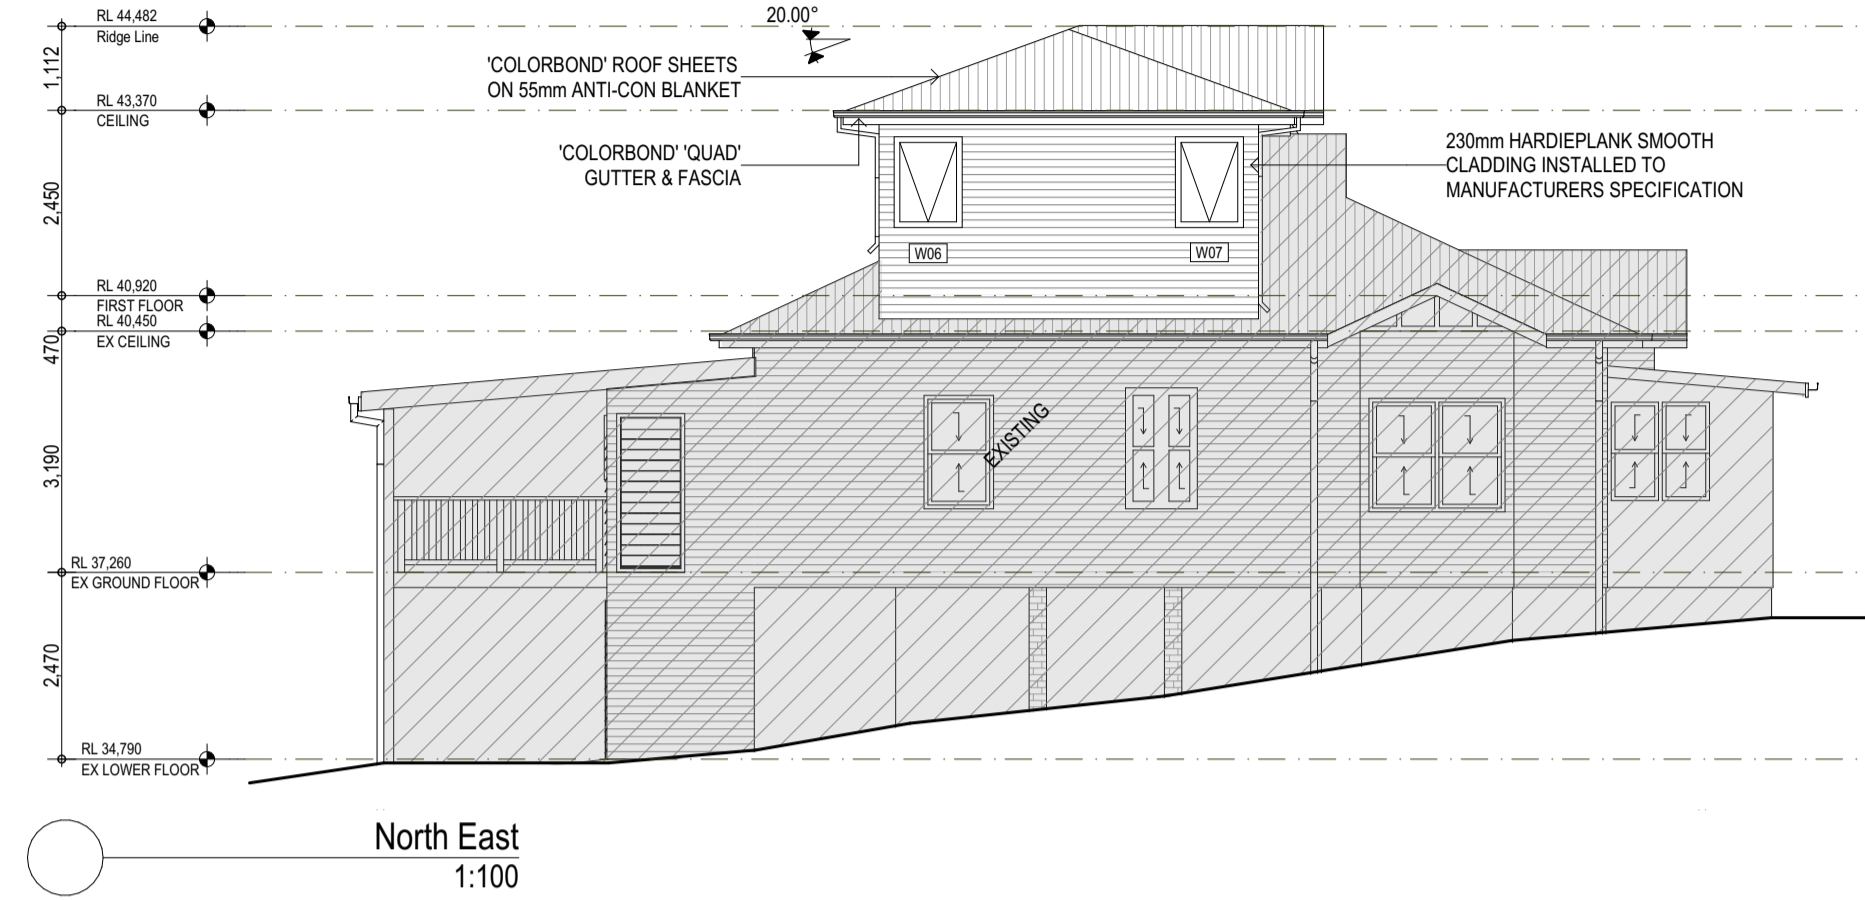 RL 44,482
Ridge Line
20.00°
1,112
'COLORBOND' ROOF SHEETS
ON 55mm ANTI-CON BLANKET
RL 43,370
CEILING
'COLORBOND' 'QUAD'
GUTTER & FASCIA
230mm HARDIEPLANK SMOOTH
CLADDING INSTALLED TO
MANUFACTURERS SPECIFICATION
2,450
W06
W07
RL 40,920
FIRST FLOOR
RL 40,450
EX CEILING
470
EXISTING
3,190
RL 37,260
EX GROUND FLOOR
2,470
RL 34,790
EX LOWER FLOOR
North East
1:100